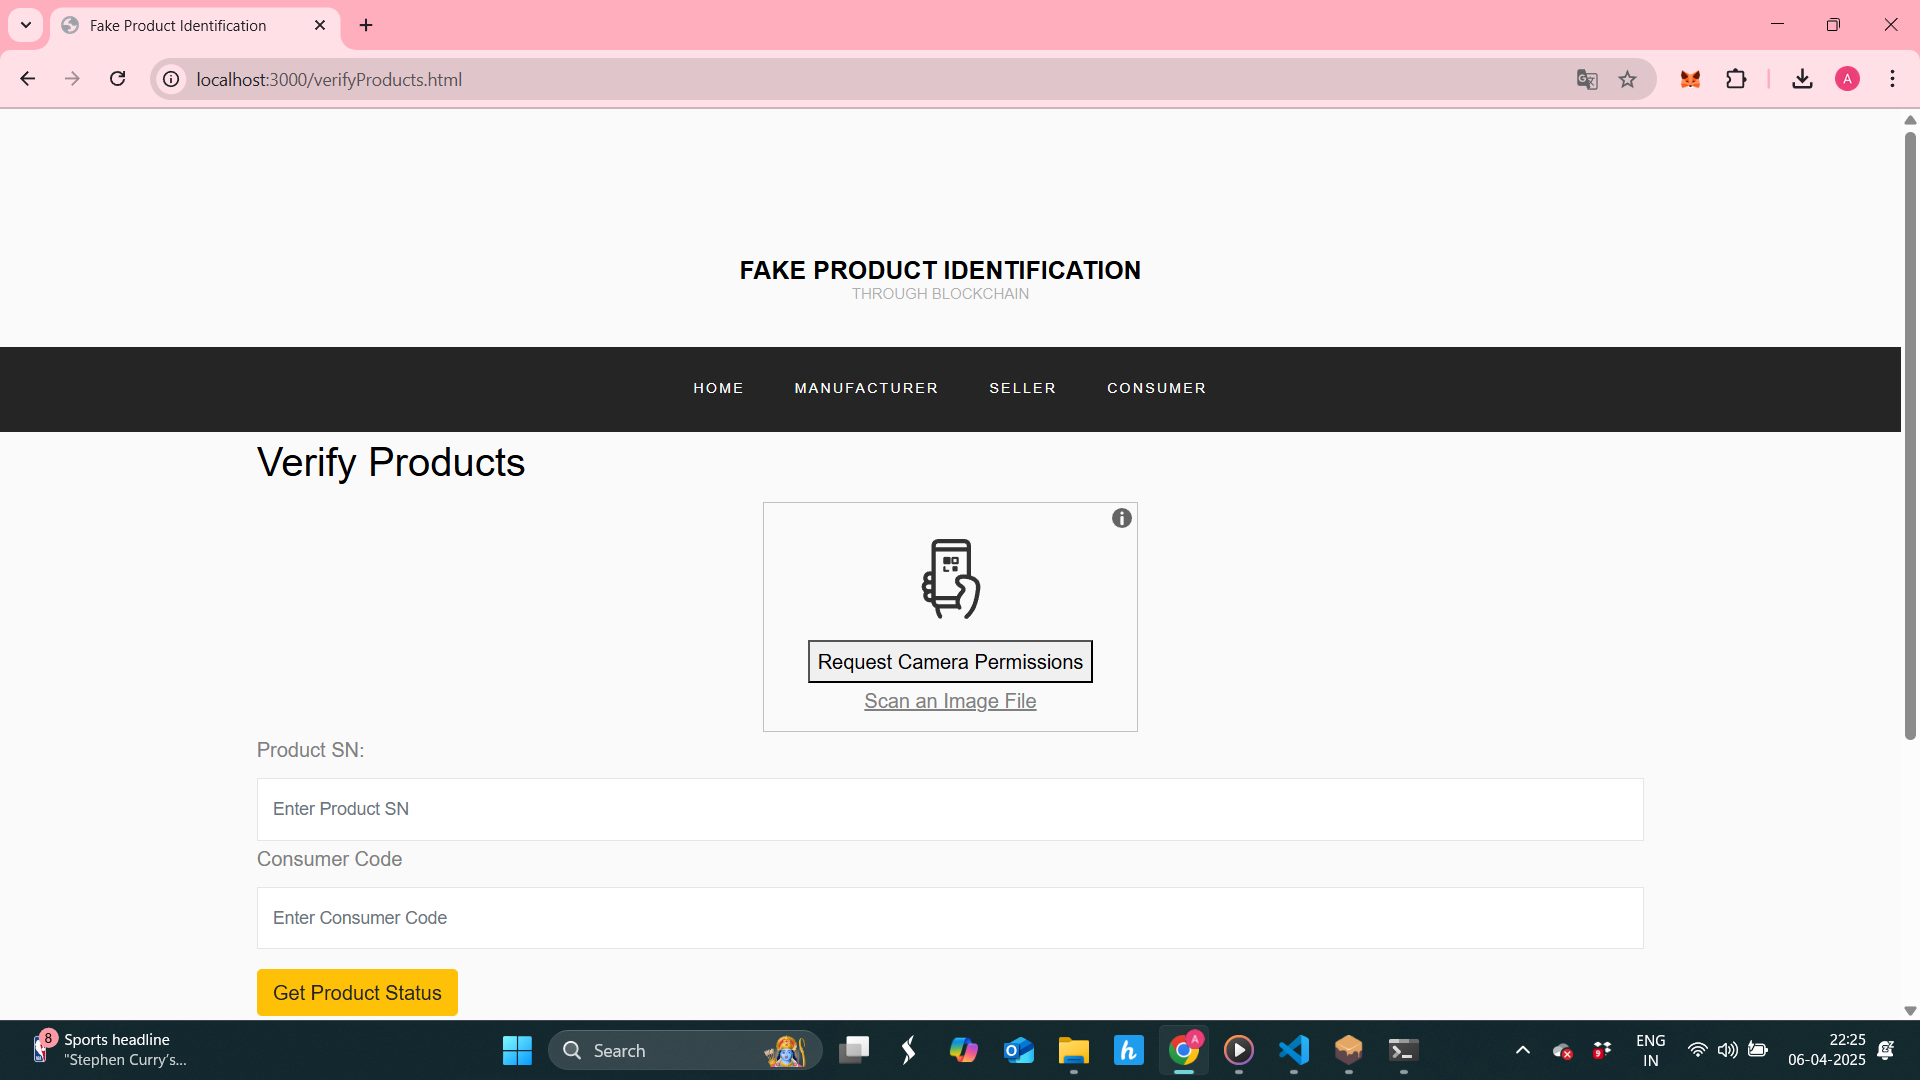 Fake Product Identification
localhost:3000/verifyProducts.html
A
FAKE PRODUCT IDENTIFICATION
THROUGH BLOCKCHAIN
HOME MANUFACTURER SELLER CONSUMER
Verify Products
Request Camera Permissions
Scan an Image File
Product SN:
Enter Product SN
Consumer Code
Enter Consumer Code
Get Product Status
8
Sports headline
"Stephen Curry's...
Search
A
9
ENG
IN
22:25
06-04-2025